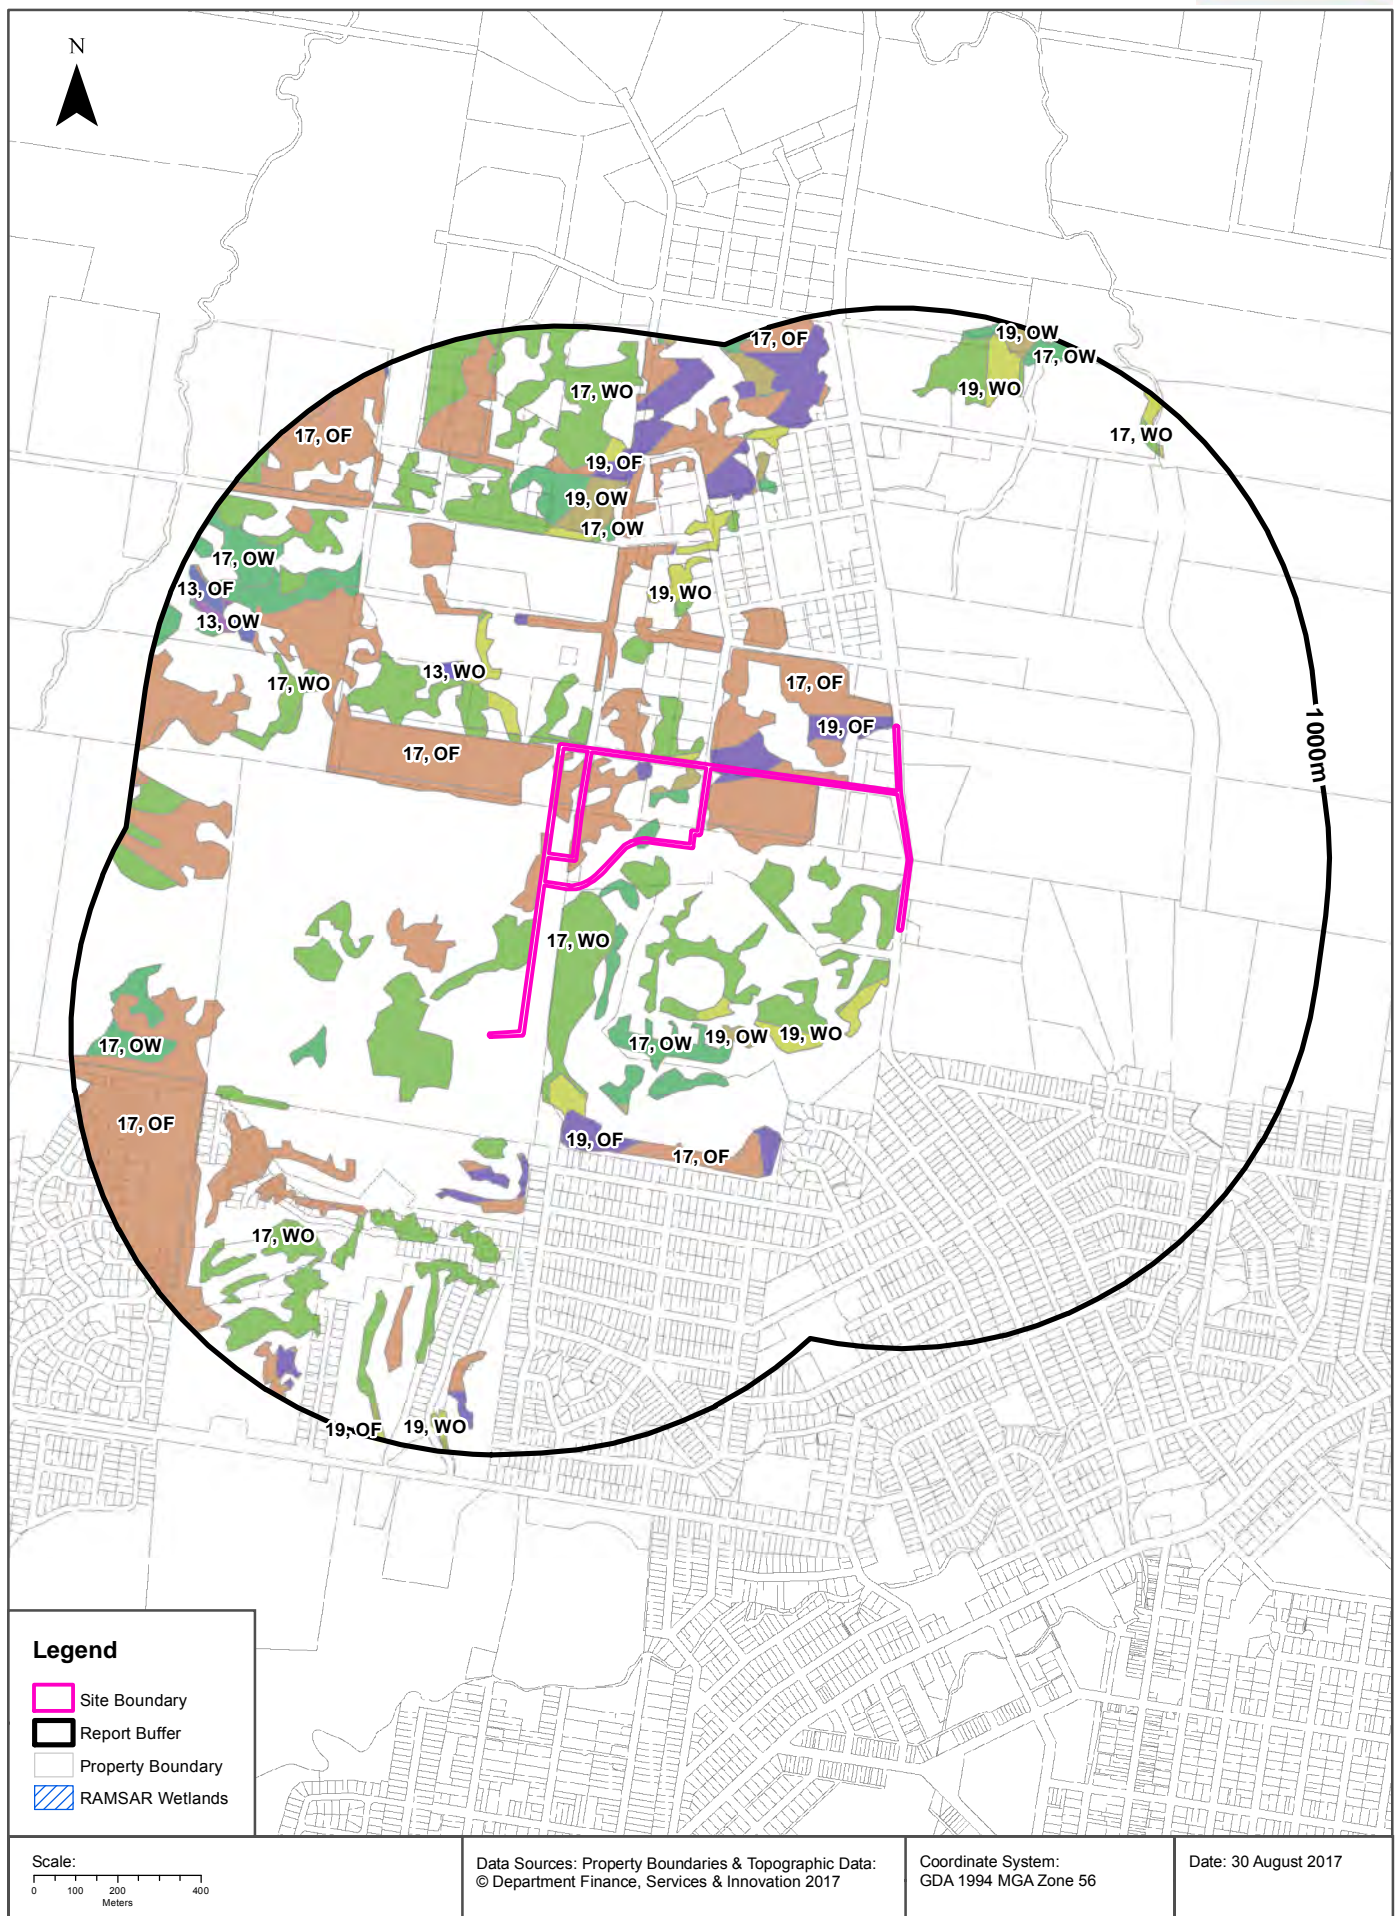 N
17, OF
19, OW
17, OW
17, WO
19, WO
17, OF
17, WO
19, OF
19, OW
17, OW
17, OW
13, OF
19, WO
13, OW
13, WO
17, WO
17, OF
19, OF
17, OF
1000m
17, WO
17, OW
17, OW
19, OW
19, WO
17, OF
19, OF
17, OF
17, WO
19, OF
19, WO
Legend
Site Boundary
Report Buffer
Property Boundary
RAMSAR Wetlands
Scale:
0 100 200 400
Meters
Data Sources: Property Boundaries & Topographic Data:
© Department Finance, Services & Innovation 2017
Coordinate System:
GDA 1994 MGA Zone 56
Date: 30 August 2017